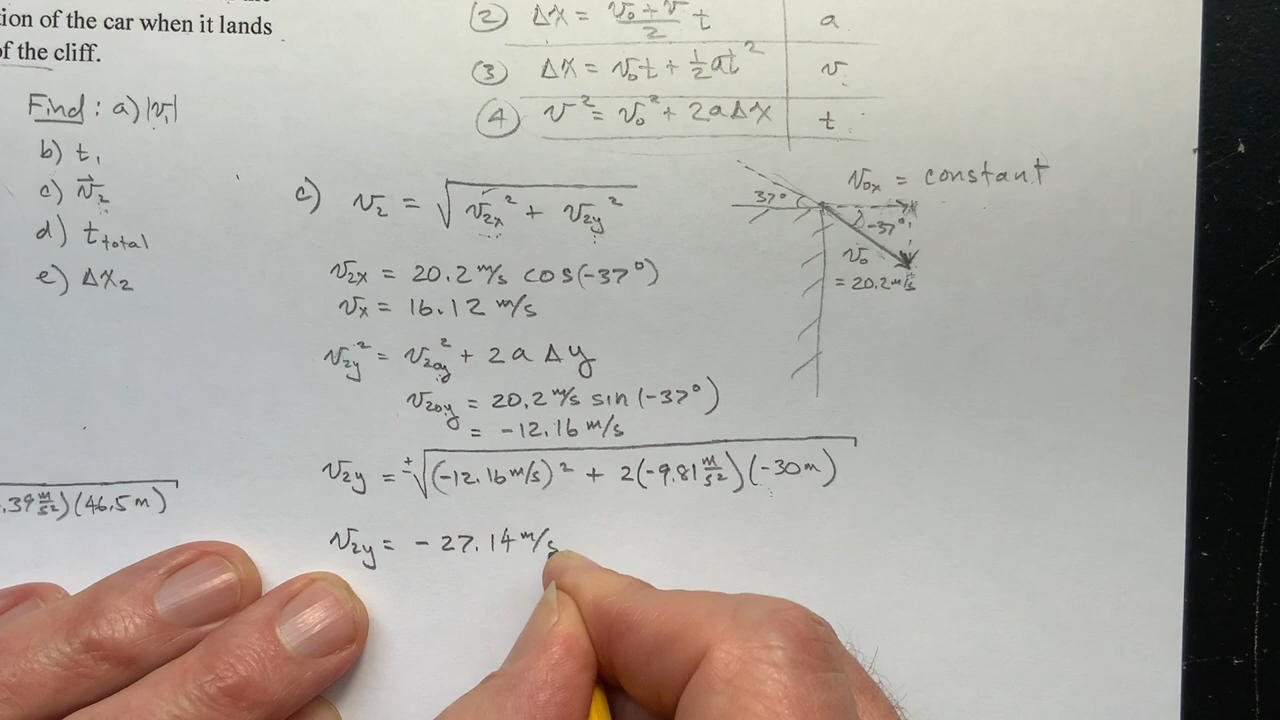 tion of the car when it lands
of the cliff.
Find: a) |v₁|
b) t₁
c) v⃗₂
d) t_total
e) Δx₂
.39 m/s²)(46.5 m)
② Δx = (v₀ + v)/2 t | a
③ Δx = v₀t + ½at² | v
④ v² = v₀² + 2aΔx | t
c) v₂ = √(v₂ₓ² + v₂y²)
v₂ₓ = 20.2 m/s cos(-37°)
vₓ = 16.12 m/s
v₂y² = v₂₀y² + 2aΔy
v₂₀y = 20.2 m/s sin(-37°)
= -12.16 m/s
v₂y = ±√((-12.16 m/s)² + 2(-9.81 m/s²)(-30 m))
v₂y = -27.14 m/s
v₀ₓ = constant
37°
-37°
v₀
= 20.2 m/s